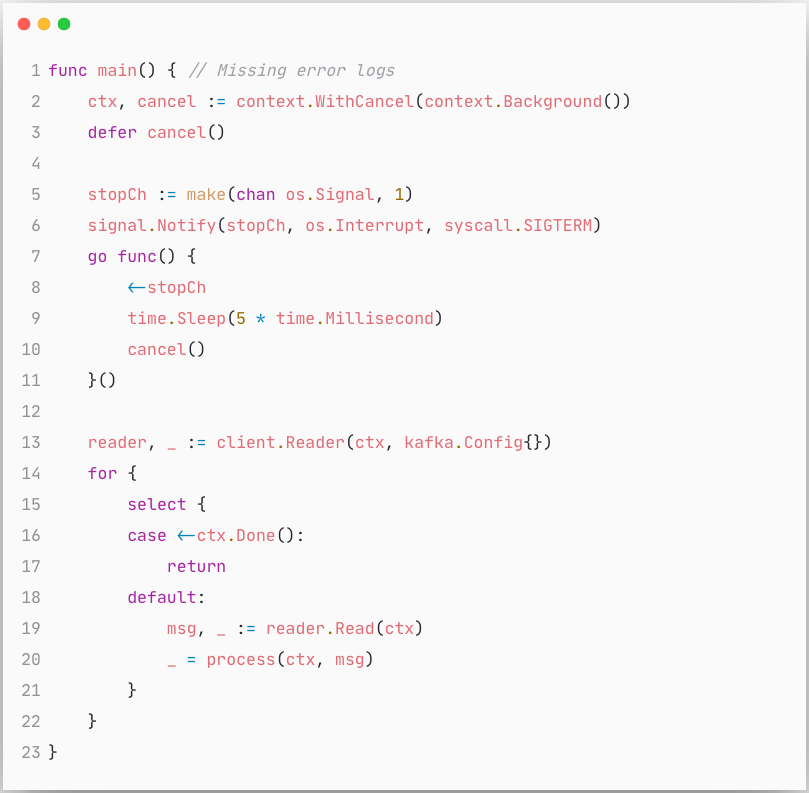 1 func main() { // Missing error logs
2     ctx, cancel := context.WithCancel(context.Background())
3     defer cancel()
4
5     stopCh := make(chan os.Signal, 1)
6     signal.Notify(stopCh, os.Interrupt, syscall.SIGTERM)
7     go func() {
8         <-stopCh
9         time.Sleep(5 * time.Millisecond)
10         cancel()
11     }()
12
13     reader, _ := client.Reader(ctx, kafka.Config{})
14     for {
15         select {
16         case <-ctx.Done():
17             return
18         default:
19             msg, _ := reader.Read(ctx)
20             _ = process(ctx, msg)
21         }
22     }
23 }